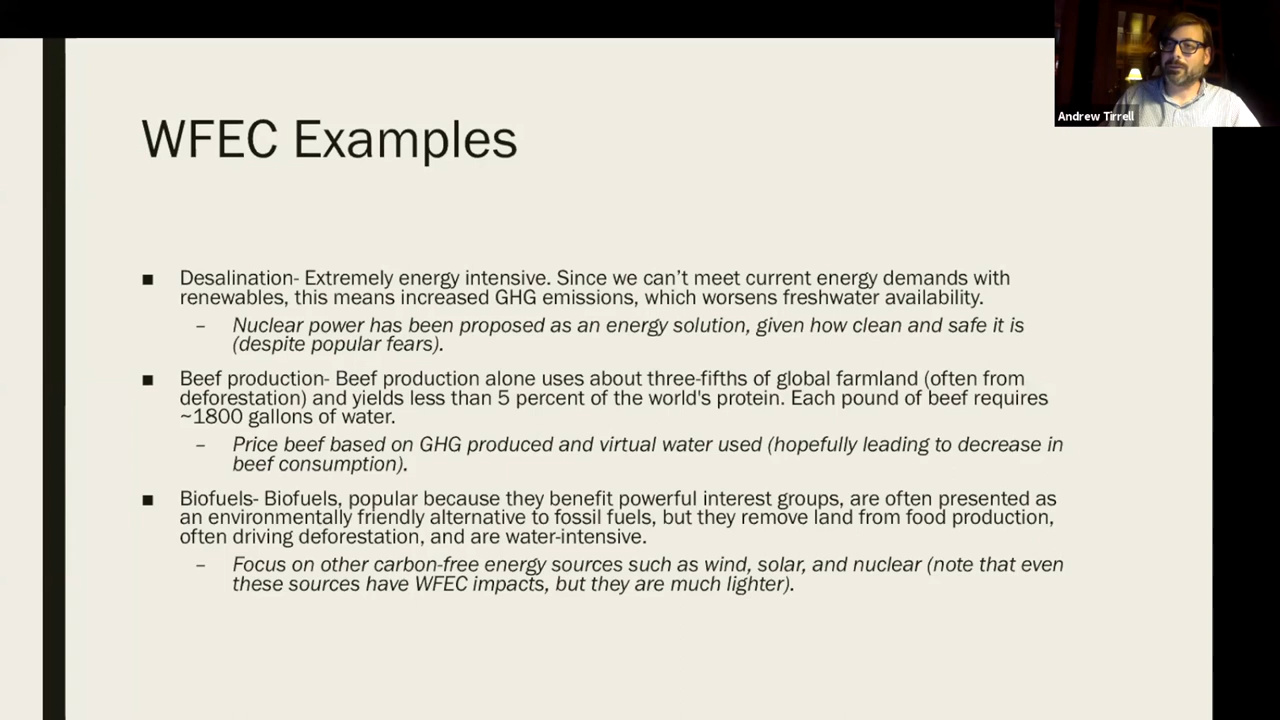 Andrew Tirrell
WFEC Examples
■ Desalination- Extremely energy intensive. Since we can’t meet current energy demands with
renewables, this means increased GHG emissions, which worsens freshwater availability.
– Nuclear power has been proposed as an energy solution, given how clean and safe it is
(despite popular fears).
■ Beef production- Beef production alone uses about three-fifths of global farmland (often from
deforestation) and yields less than 5 percent of the world's protein. Each pound of beef requires
~1800 gallons of water.
– Price beef based on GHG produced and virtual water used (hopefully leading to decrease in
beef consumption).
■ Biofuels- Biofuels, popular because they benefit powerful interest groups, are often presented as
an environmentally friendly alternative to fossil fuels, but they remove land from food production,
often driving deforestation, and are water-intensive.
– Focus on other carbon-free energy sources such as wind, solar, and nuclear (note that even
these sources have WFEC impacts, but they are much lighter).